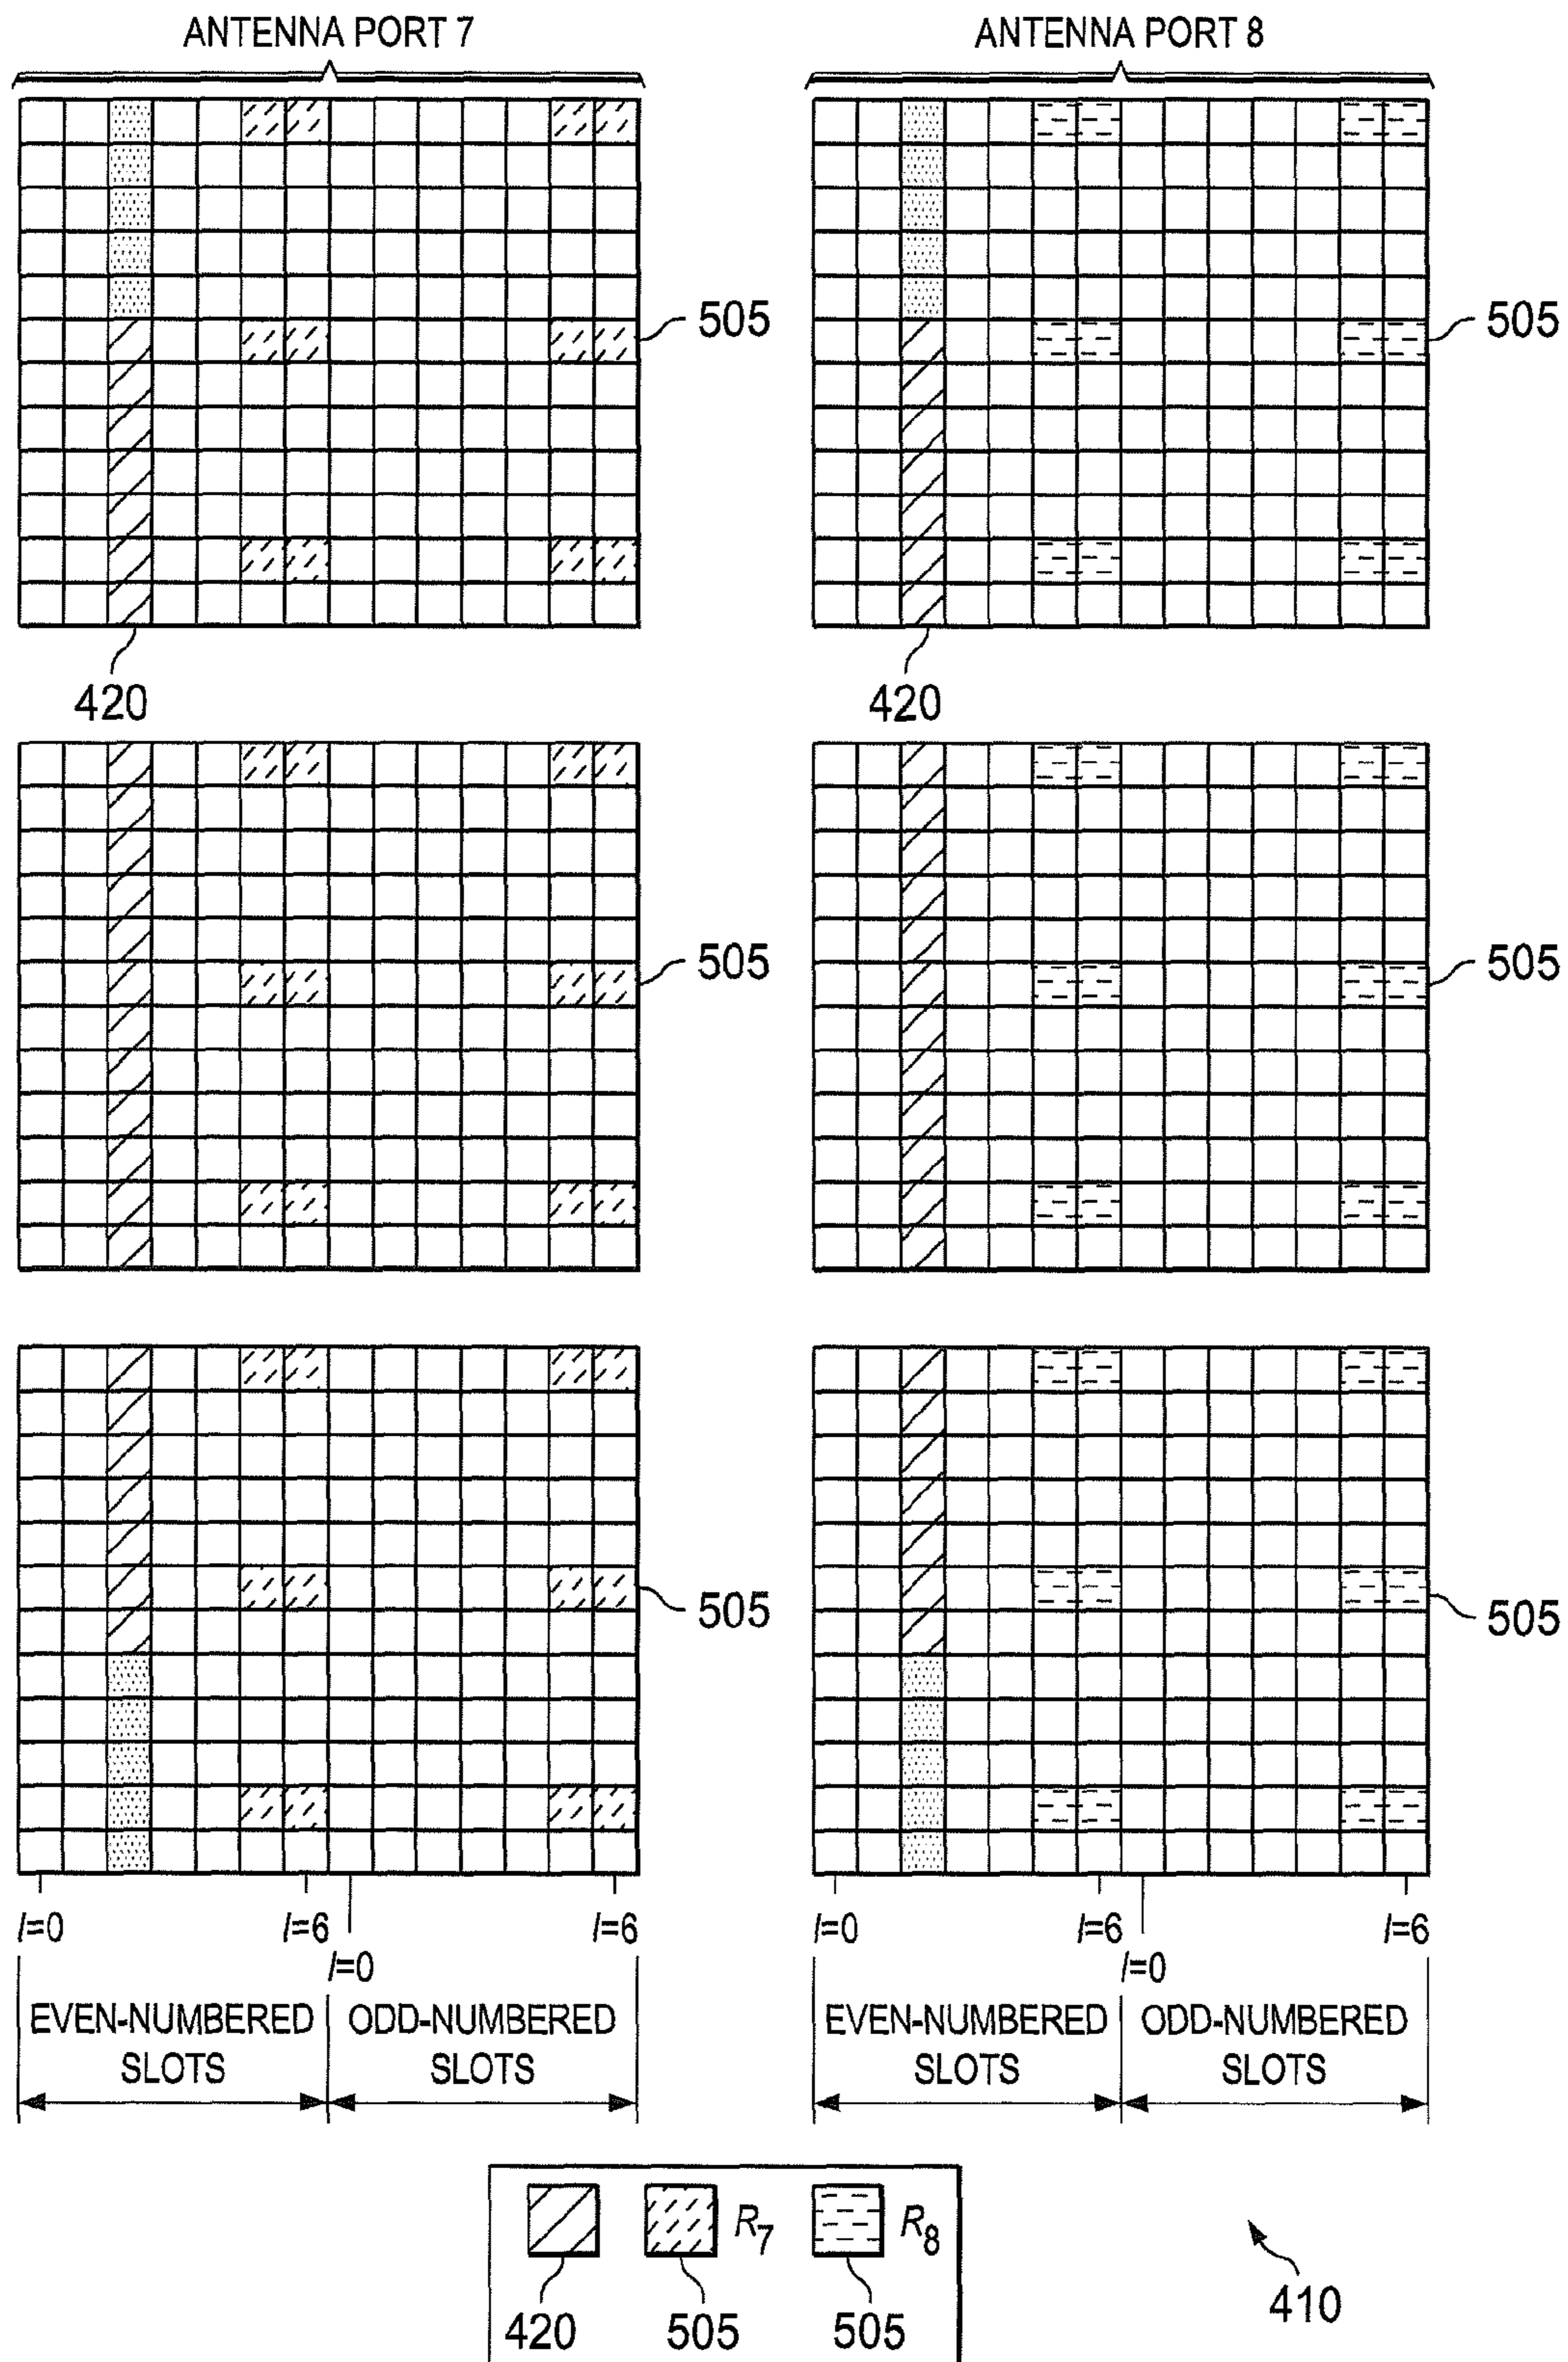 ANTENNA PORT 7 ANTENNA PORT 8
505 505
420 420
505 505
505 505
l=0 l=6 l=6 l=0 l=6 l=6
l=0 l=0
EVEN-NUMBERED ODD-NUMBERED EVEN-NUMBERED ODD-NUMBERED
SLOTS SLOTS SLOTS SLOTS
R7 R8
420 505 505
410